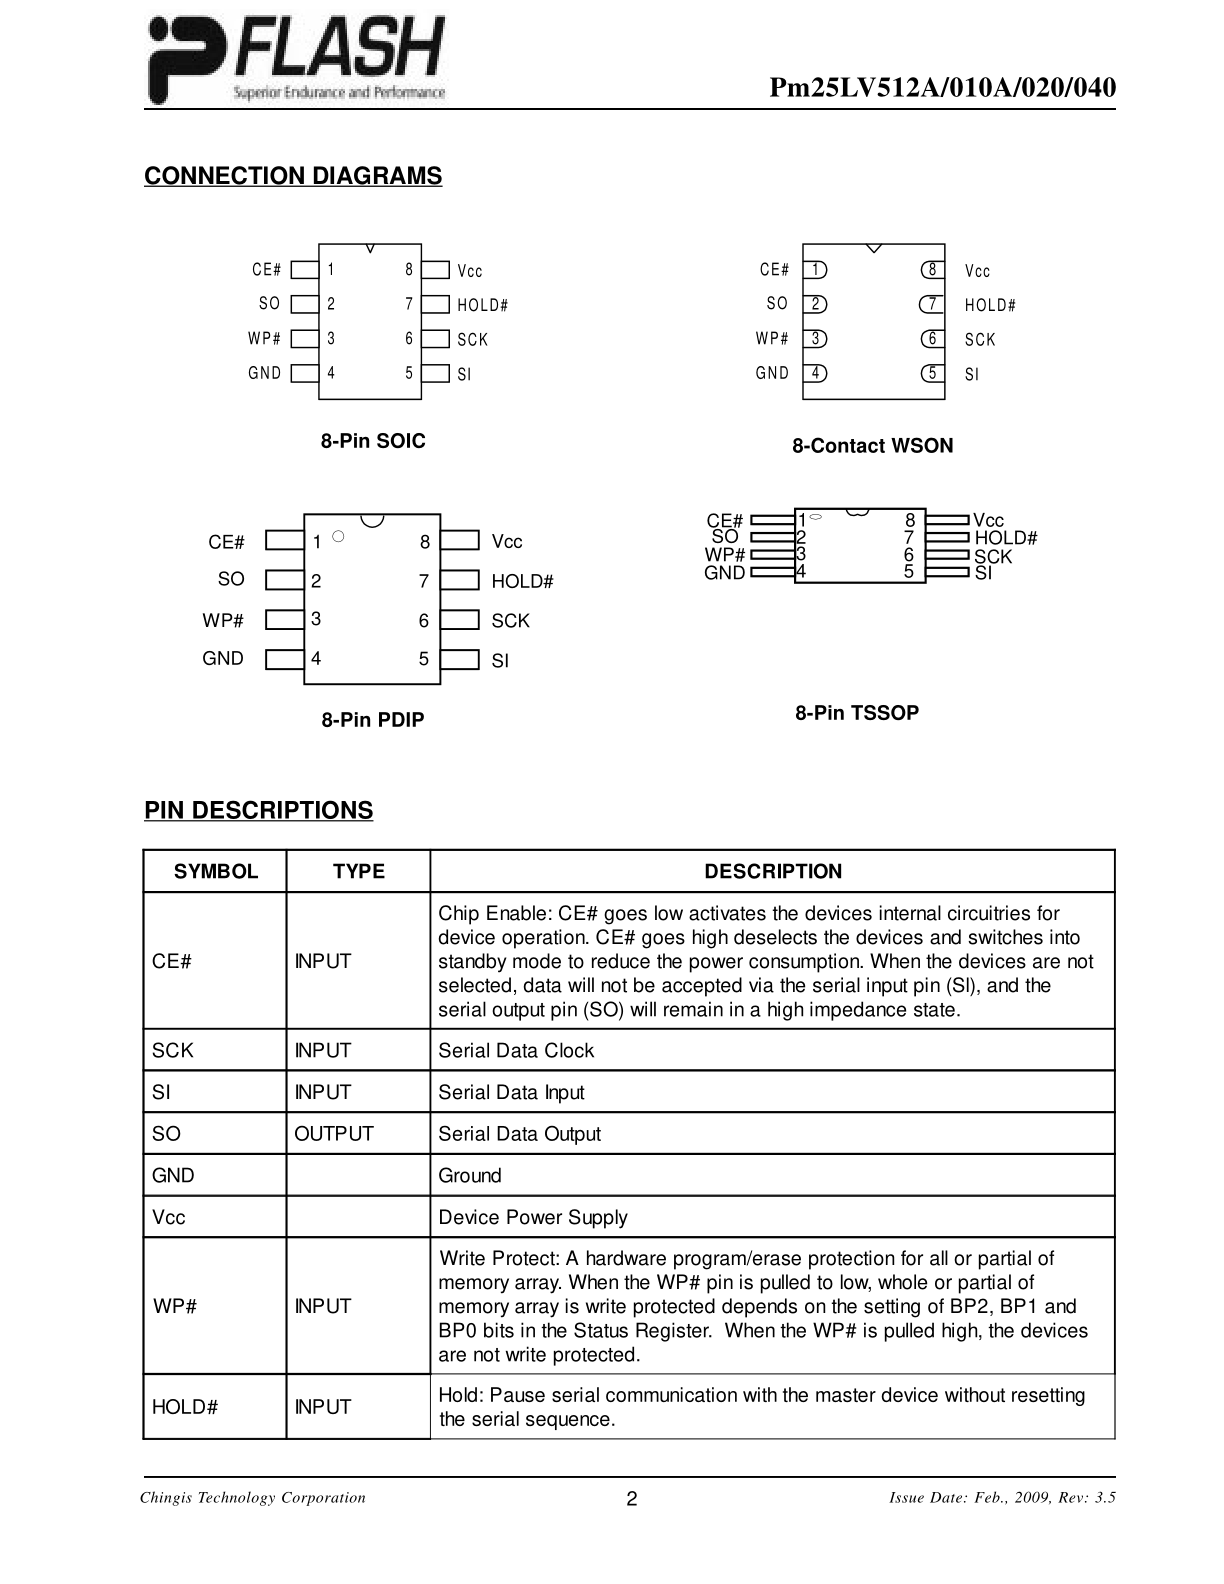 FLASH
Superior Endurance and Performance
Pm25LV512A/010A/020/040
CONNECTION DIAGRAMS
CE# 1 8 Vcc
SO 2 7 HOLD#
WP# 3 6 SCK
GND 4 5 SI
8-Pin SOIC
CE# 1 8 Vcc
SO 2 7 HOLD#
WP# 3 6 SCK
GND 4 5 SI
8-Contact WSON
CE# 1 8 Vcc
SO 2 7 HOLD#
WP# 3 6 SCK
GND 4 5 SI
8-Pin PDIP
CE# 1 8 Vcc
SO 2 7 HOLD#
WP# 3 6 SCK
GND 4 5 SI
8-Pin TSSOP
PIN DESCRIPTIONS
SYMBOL TYPE DESCRIPTION
CE# INPUT Chip Enable: CE# goes low activates the devices internal circuitries for
device operation. CE# goes high deselects the devices and switches into
standby mode to reduce the power consumption. When the devices are not
selected, data will not be accepted via the serial input pin (SI), and the
serial output pin (SO) will remain in a high impedance state.
SCK INPUT Serial Data Clock
SI INPUT Serial Data Input
SO OUTPUT Serial Data Output
GND Ground
Vcc Device Power Supply
WP# INPUT Write Protect: A hardware program/erase protection for all or partial of
memory array. When the WP# pin is pulled to low, whole or partial of
memory array is write protected depends on the setting of BP2, BP1 and
BP0 bits in the Status Register. When the WP# is pulled high, the devices
are not write protected.
HOLD# INPUT Hold: Pause serial communication with the master device without resetting
the serial sequence.
Chingis Technology Corporation 2 Issue Date: Feb., 2009, Rev: 3.5